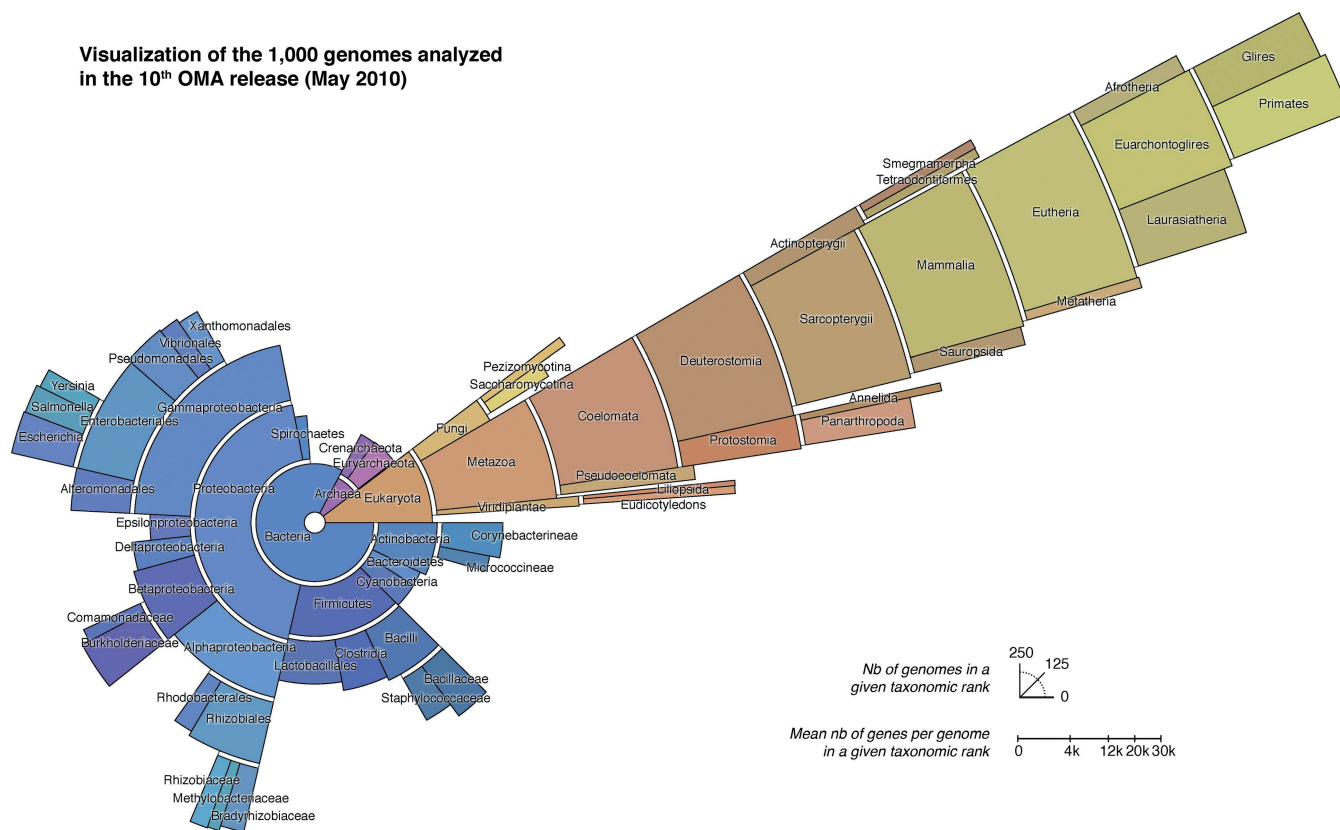 Visualization of the 1,000 genomes analyzed
in the 10th OMA release (May 2010)
Glires
Afrotheria
Primates
Euarchontoglires
Smegmamorpha
Tetraodontiformes
Eutheria
Laurasiatheria
Actinopterygii
Mammalia
Metatheria
Sarcopterygii
Sauropsida
Xanthomonadales
Vibrionales
Pseudomonadales
Deuterostomia
Pezizomycotina
Saccharomycotina
Yersinia
Salmonella
Gammaproteobacteria
Annelida
Coelomata
Enterobacteriales
Panarthropoda
Fungi
Escherichia
Spirochaetes
Protostomia
Crenarchaeota
Euryarchaeota
Metazoa
Pseudocoelomata
Alteromonadales
Proteobacteria
Archaea
Eukaryota
Liliopsida
Eudicotyledons
Viridiplantae
Epsilonproteobacteria
Bacteria
Actinobacteria
Corynebacterineae
Deltaproteobacteria
Bacteroidetes
Micrococcineae
Cyanobacteria
Betaproteobacteria
Firmicutes
Comamonadaceae
Burkholderiaceae
Alphaproteobacteria
Bacilli
Clostridia
Lactobacillales
Bacillaceae
Staphylococcaceae
Rhodobacterales
Rhizobiales
Rhizobiaceae
Methylobacteriaceae
Bradyrhizobiaceae
Nb of genomes in a
given taxonomic rank
250
125
0
Mean nb of genes per genome
in a given taxonomic rank
0 4k 12k 20k 30k